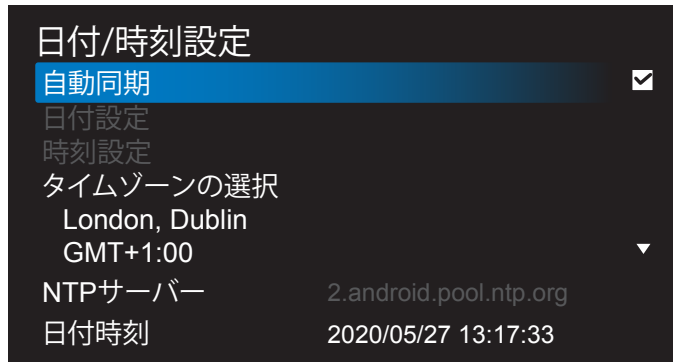 日付/時刻設定
自動同期
日付設定
時刻設定
タイムゾーンの選択
London, Dublin
GMT+1:00
NTPサーバー 2.android.pool.ntp.org
日付時刻 2020/05/27 13:17:33